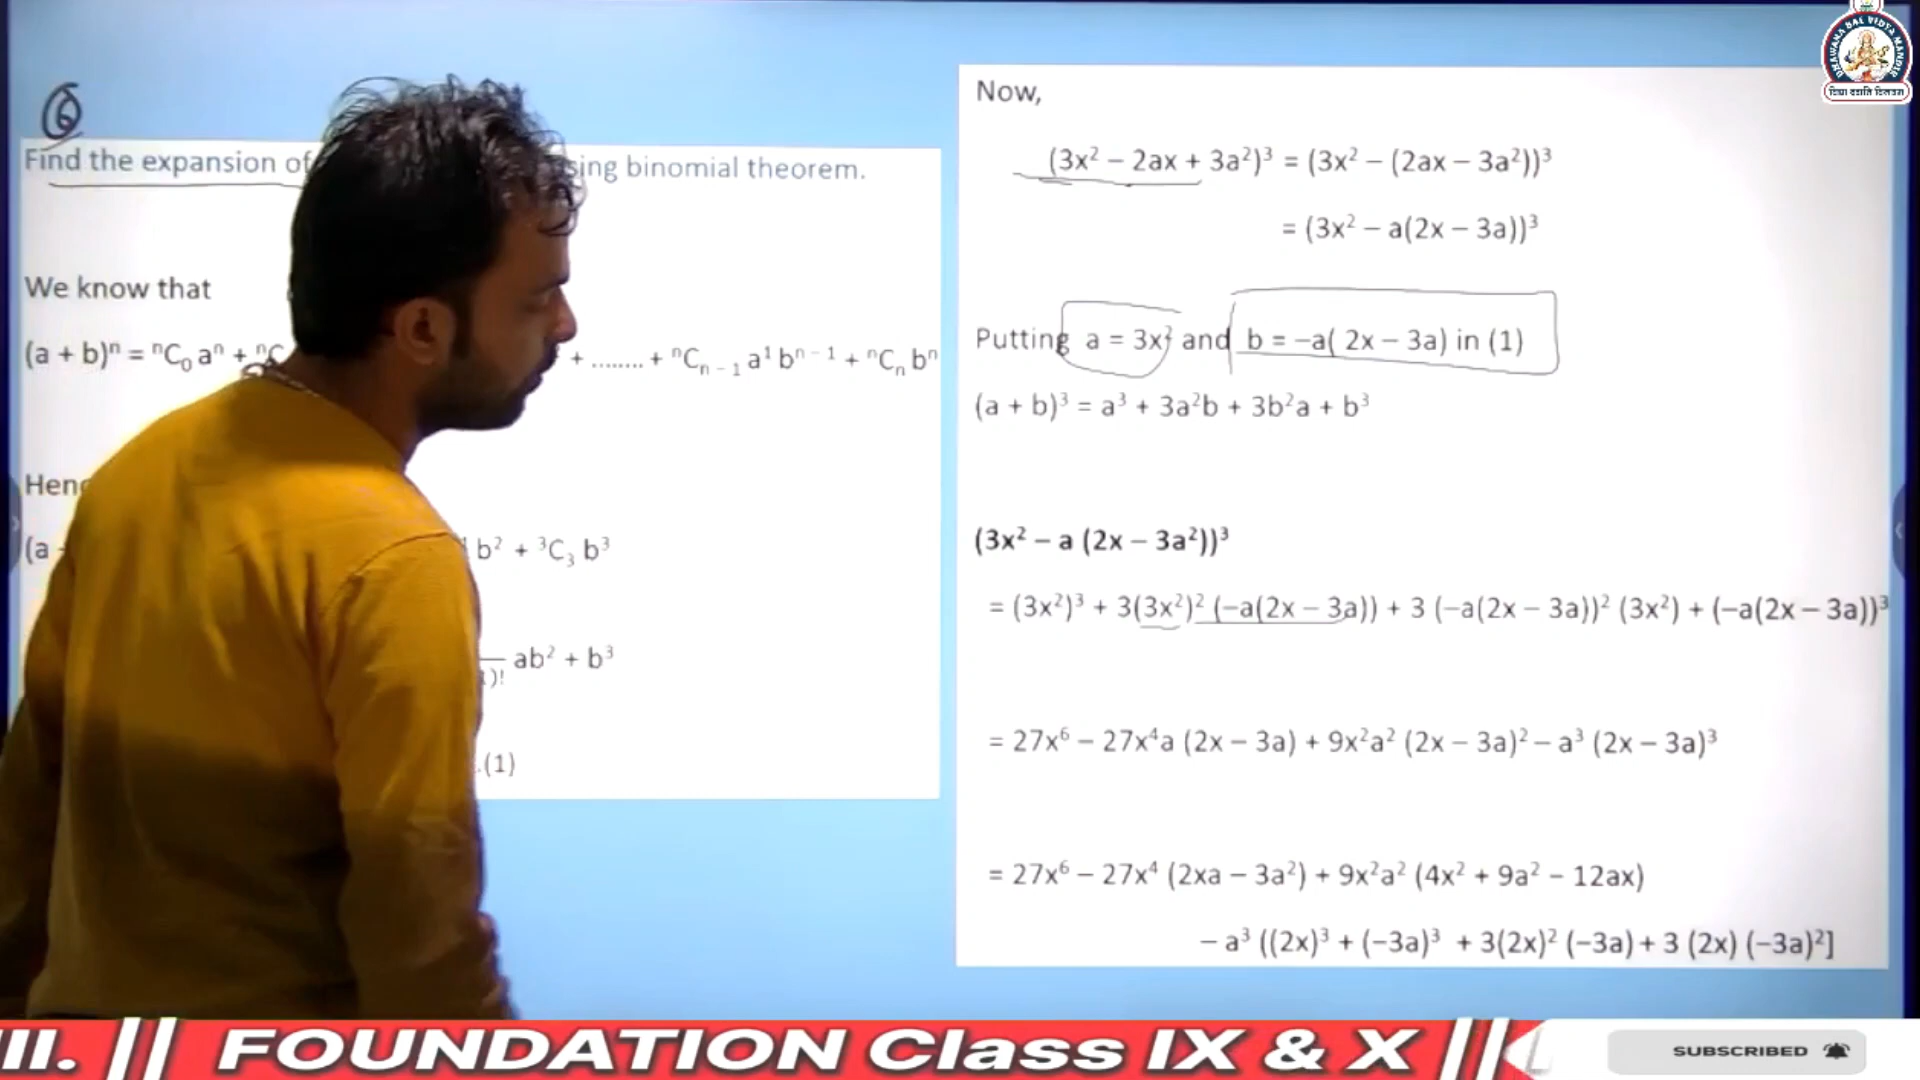 Q
Find the expansion of sing binomial theorem.
We know that
(a + b)ⁿ = ⁿC₀ aⁿ + ⁿC + ........ + ⁿCₙ₋₁ a¹ bⁿ⁻¹ + ⁿCₙ bⁿ
Hen
(a b² + ³C₃ b³
ab² + b³
)!
.(1)
Now,
(3x² – 2ax + 3a²)³ = (3x² – (2ax – 3a²))³
= (3x² – a(2x – 3a))³
Putting a = 3x² and b = –a( 2x – 3a) in (1)
(a + b)³ = a³ + 3a²b + 3b²a + b³
(3x² – a (2x – 3a²))³
= (3x²)³ + 3(3x²)² (–a(2x – 3a)) + 3 (–a(2x – 3a))² (3x²) + (–a(2x – 3a))³
= 27x⁶ – 27x⁴a (2x – 3a) + 9x²a² (2x – 3a)² – a³ (2x – 3a)³
= 27x⁶ – 27x⁴ (2xa – 3a²) + 9x²a² (4x² + 9a² – 12ax)
– a³ ((2x)³ + (–3a)³ + 3(2x)² (–3a) + 3 (2x) (–3a)²]
BAL VIDYA MANDIR
II. || FOUNDATION Class IX & X ||
SUBSCRIBED